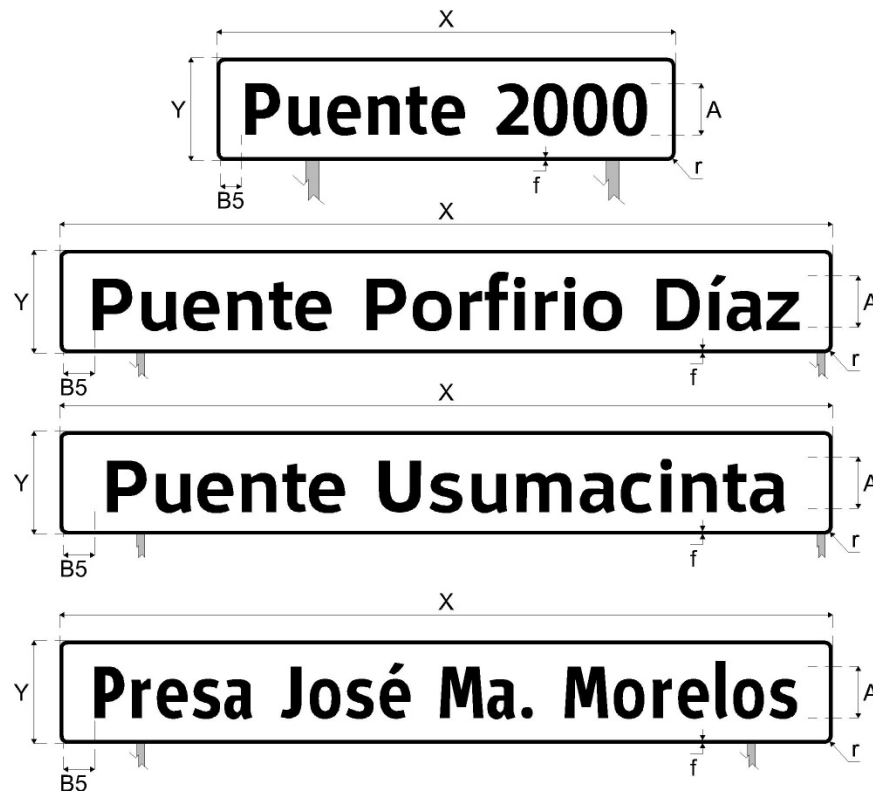 X
Y
Puente 2000
A
B5
f
r
X
Y
Puente Porfirio Díaz
A
B5
f
r
X
Y
Puente Usumacinta
A
B5
f
r
X
Y
Presa José Ma. Morelos
A
B5
f
r